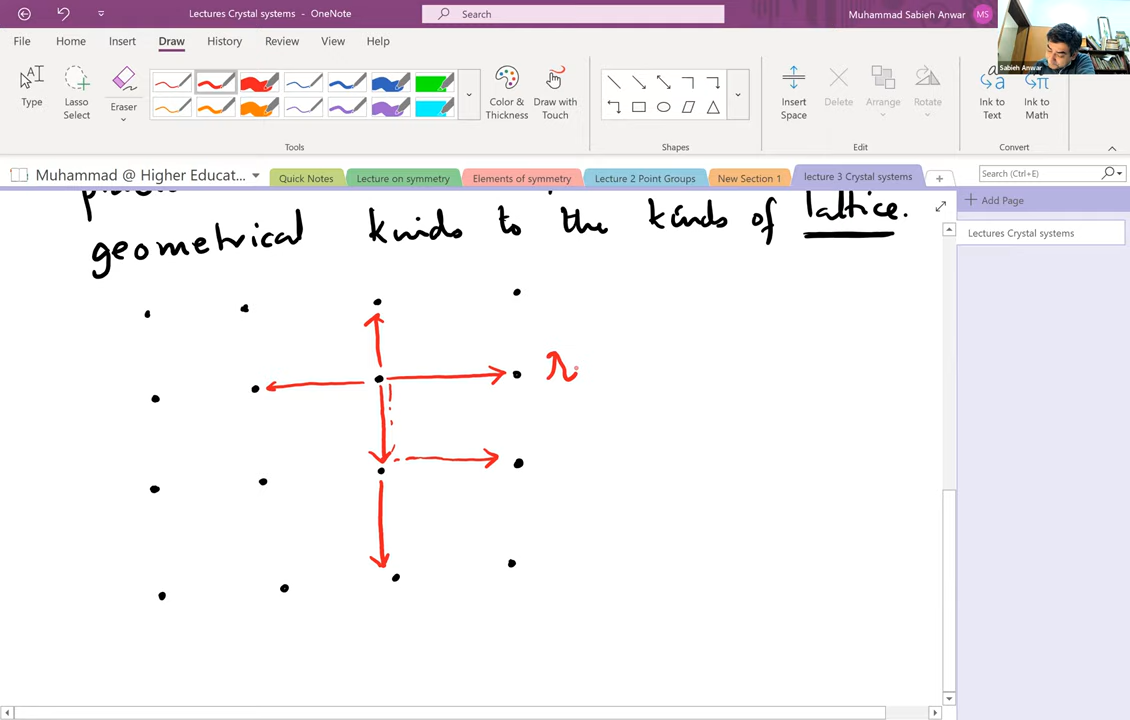 Lectures Crystal systems - OneNote
Search
Muhammad Sabieh Anwar
MS
Sabieh Anwar
File Home Insert Draw History Review View Help
Type
Lasso Select
Eraser
Color & Thickness
Draw with Touch
Insert Space
Delete
Arrange
Rotate
Ink to Text
Ink to Math
Tools
Shapes
Edit
Convert
Muhammad @ Higher Educat...
Quick Notes
Lecture on symmetry
Elements of symmetry
Lecture 2 Point Groups
New Section 1
lecture 3 Crystal systems
Search (Ctrl+E)
Add Page
Lectures Crystal systems
geometrical kinds to the kinds of lattice.